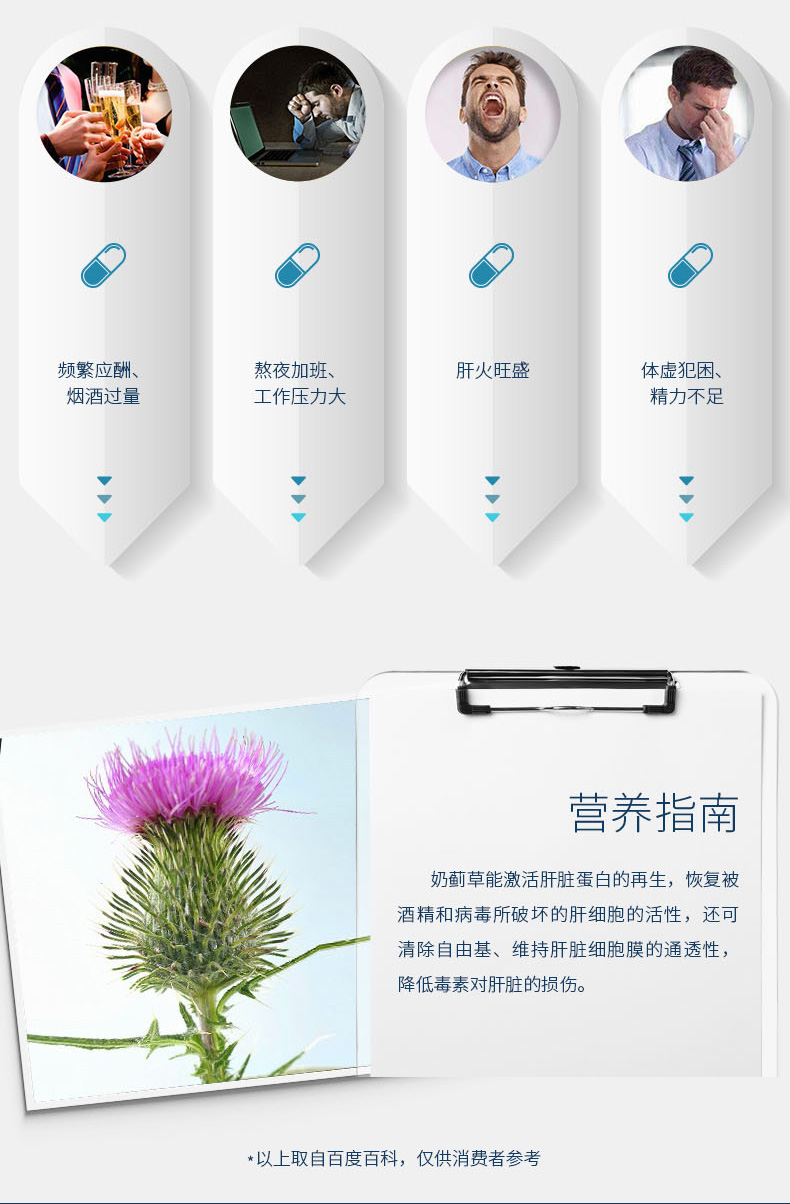 频繁应酬、
烟酒过量
熬夜加班、
工作压力大
肝火旺盛
体虚犯困、
精力不足
营养指南
奶蓟草能激活肝脏蛋白的再生，恢复被
酒精和病毒所破坏的肝细胞的活性，还可
清除自由基、维持肝脏细胞膜的通透性，
降低毒素对肝脏的损伤。
*以上取自百度百科，仅供消费者参考